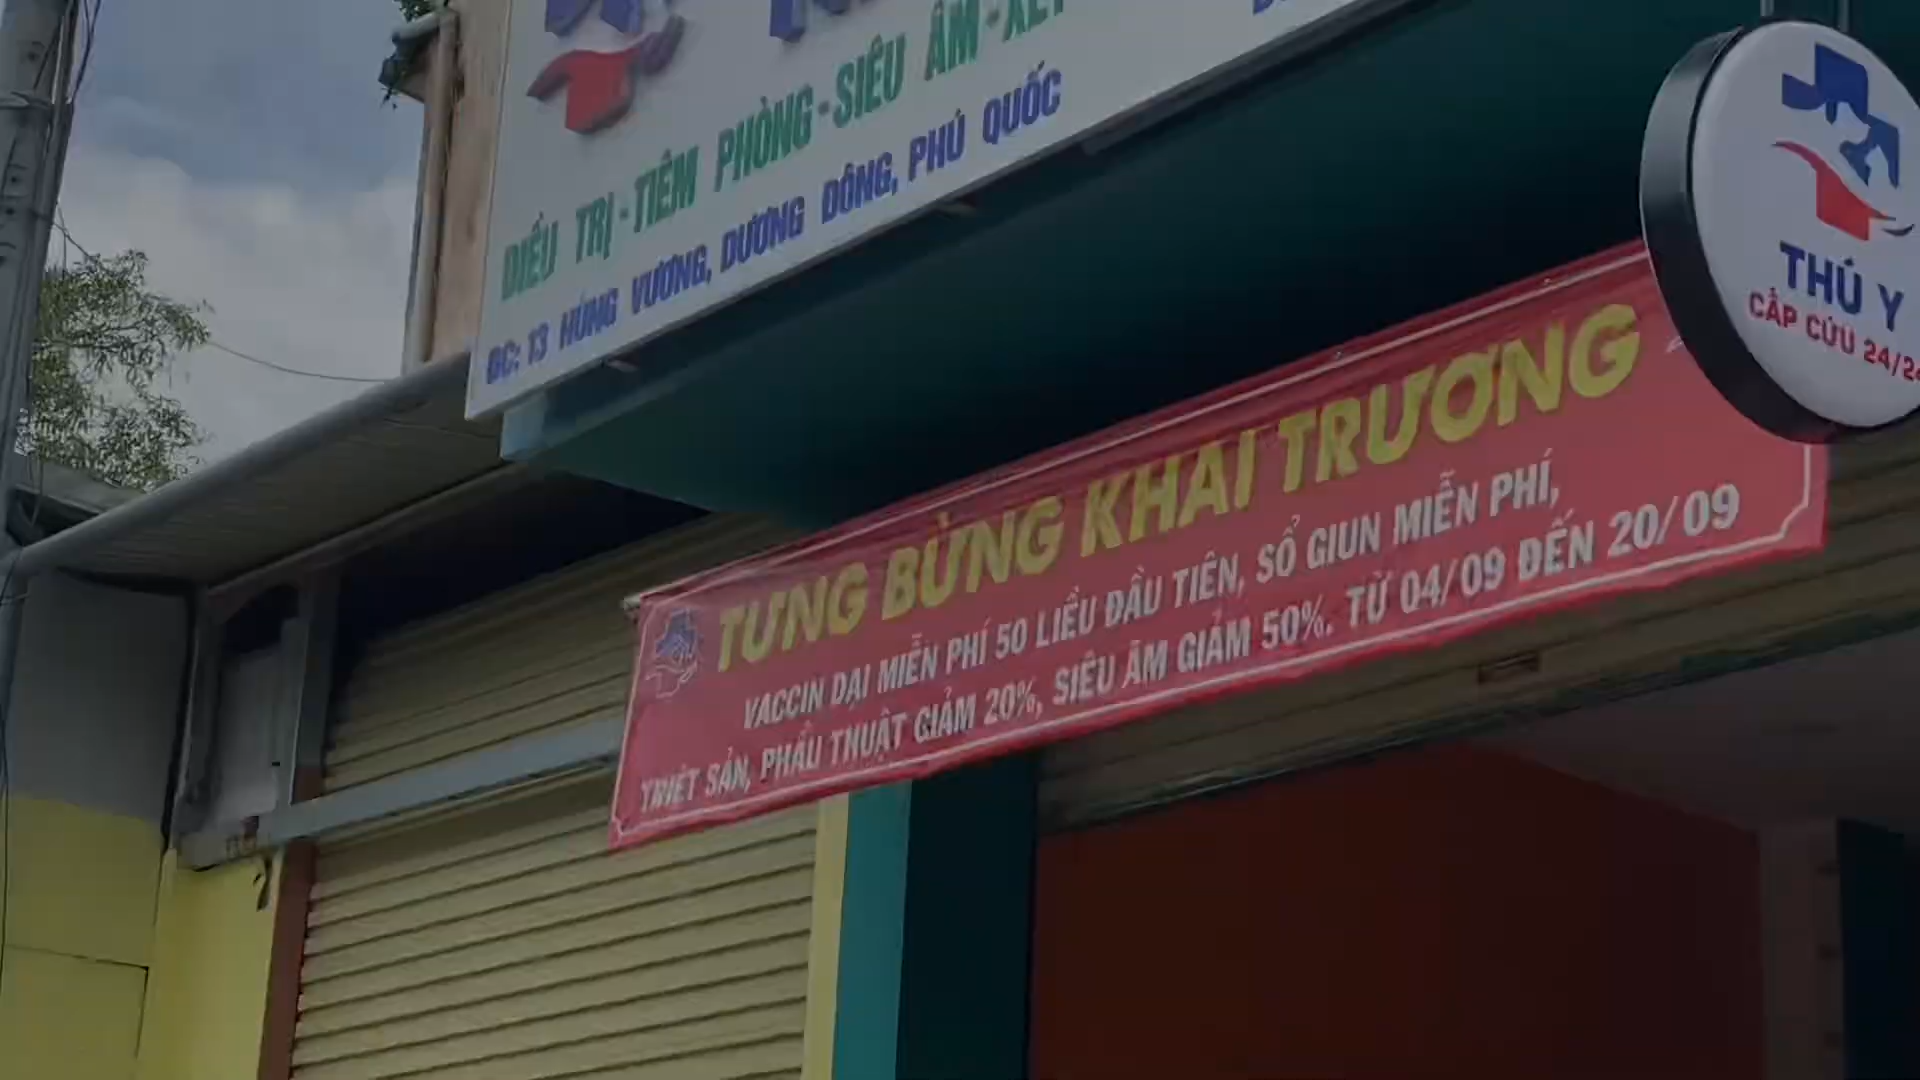 ĐIỀU TRỊ - TIÊM PHÒNG - SIÊU ÂM - XÉT
ĐC: 13 HÙNG VƯƠNG, DƯƠNG ĐÔNG, PHÚ QUỐC
THÚ Y
CẤP CỨU 24/24
TƯNG BỪNG KHAI TRƯƠNG
VACCIN DẠI MIỄN PHÍ 50 LIỀU ĐẦU TIÊN, SỔ GIUN MIỄN PHÍ,
TRIỆT SẢN, PHẪU THUẬT GIẢM 20%, SIÊU ÂM GIẢM 50%. TỪ 04/09 ĐẾN 20/09